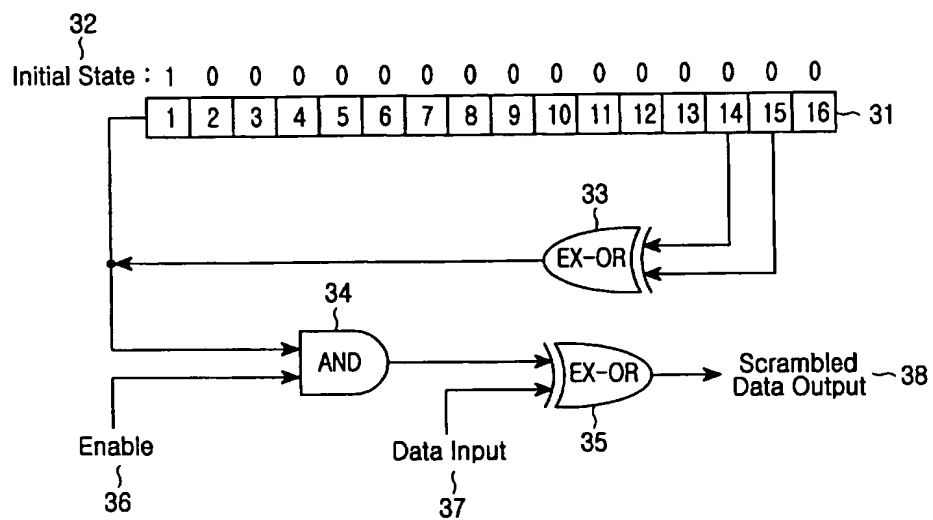 32
Initial State : 1 0 0 0 0 0 0 0 0 0 0 0 0 0 0 0
1 2 3 4 5 6 7 8 9 10 11 12 13 14 15 16
31
33
EX-OR
34
AND
EX-OR
35
Scrambled
Data Output
38
Enable
36
Data Input
37